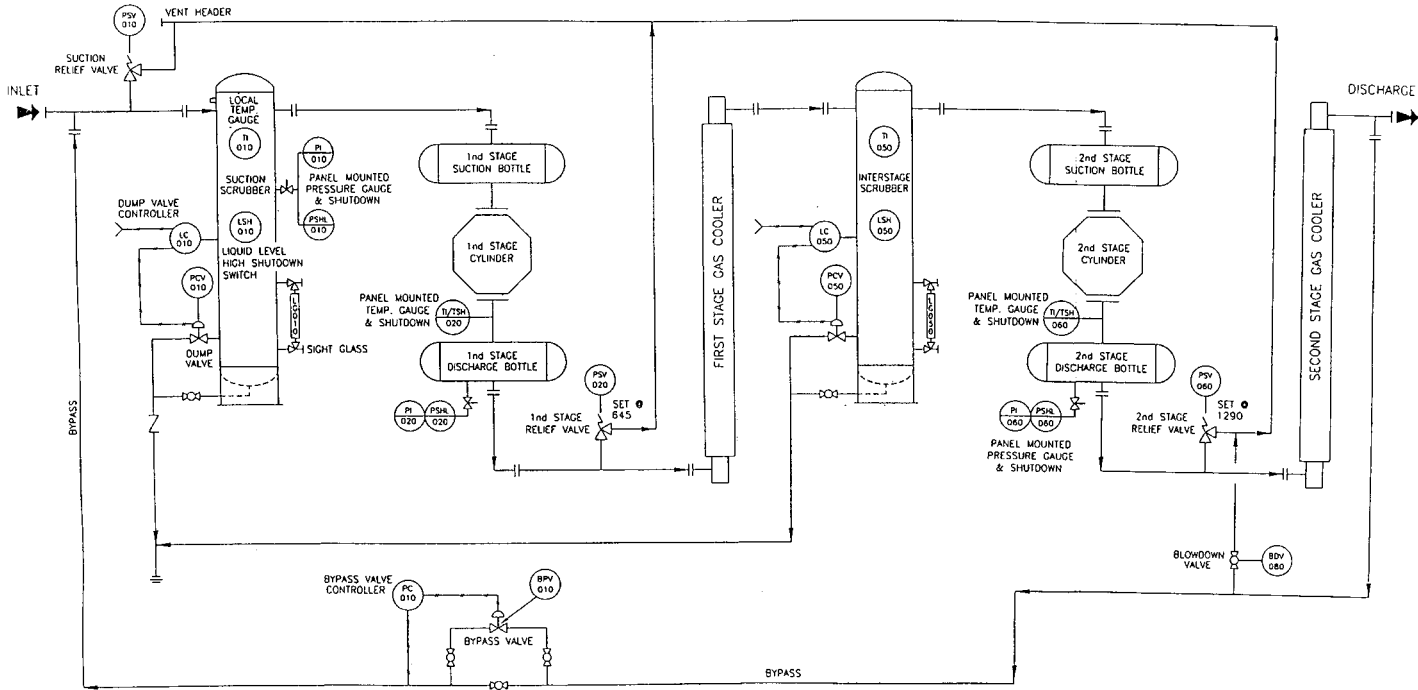 PSV
010
VENT HEADER
SUCTION
RELIEF VALVE
INLET
LOCAL
TEMP.
GAUGE
TI
010
SUCTION
SCRUBBER
PI
010
PANEL MOUNTED
PRESSURE GAUGE
& SHUTDOWN
PSHL
010
LSH
010
LIQUID LEVEL
HIGH SHUTDOWN
SWITCH
DUMP VALVE
CONTROLLER
LC
010
PCV
010
DUMP
VALVE
LG010
SIGHT GLASS
1nd STAGE
SUCTION BOTTLE
1nd STAGE
CYLINDER
PANEL MOUNTED
TEMP. GAUGE
& SHUTDOWN
TI/TSH
020
1nd STAGE
DISCHARGE BOTTLE
PI
020
PSHL
020
PSV
020
SET @
645
1nd STAGE
RELIEF VALVE
FIRST STAGE GAS COOLER
TI
050
INTERSTAGE
SCRUBBER
LSH
050
LC
050
PCV
050
LG050
2nd STAGE
SUCTION BOTTLE
2nd STAGE
CYLINDER
PANEL MOUNTED
TEMP. GAUGE
& SHUTDOWN
TI/TSH
060
2nd STAGE
DISCHARGE BOTTLE
PI
060
PSHL
060
PANEL MOUNTED
PRESSURE GAUGE
& SHUTDOWN
PSV
060
SET @
1290
2nd STAGE
RELIEF VALVE
SECOND STAGE GAS COOLER
DISCHARGE
BLOWDOWN
VALVE
BDV
080
BYPASS
BYPASS VALVE
CONTROLLER
PC
010
BPV
010
BYPASS VALVE
BYPASS